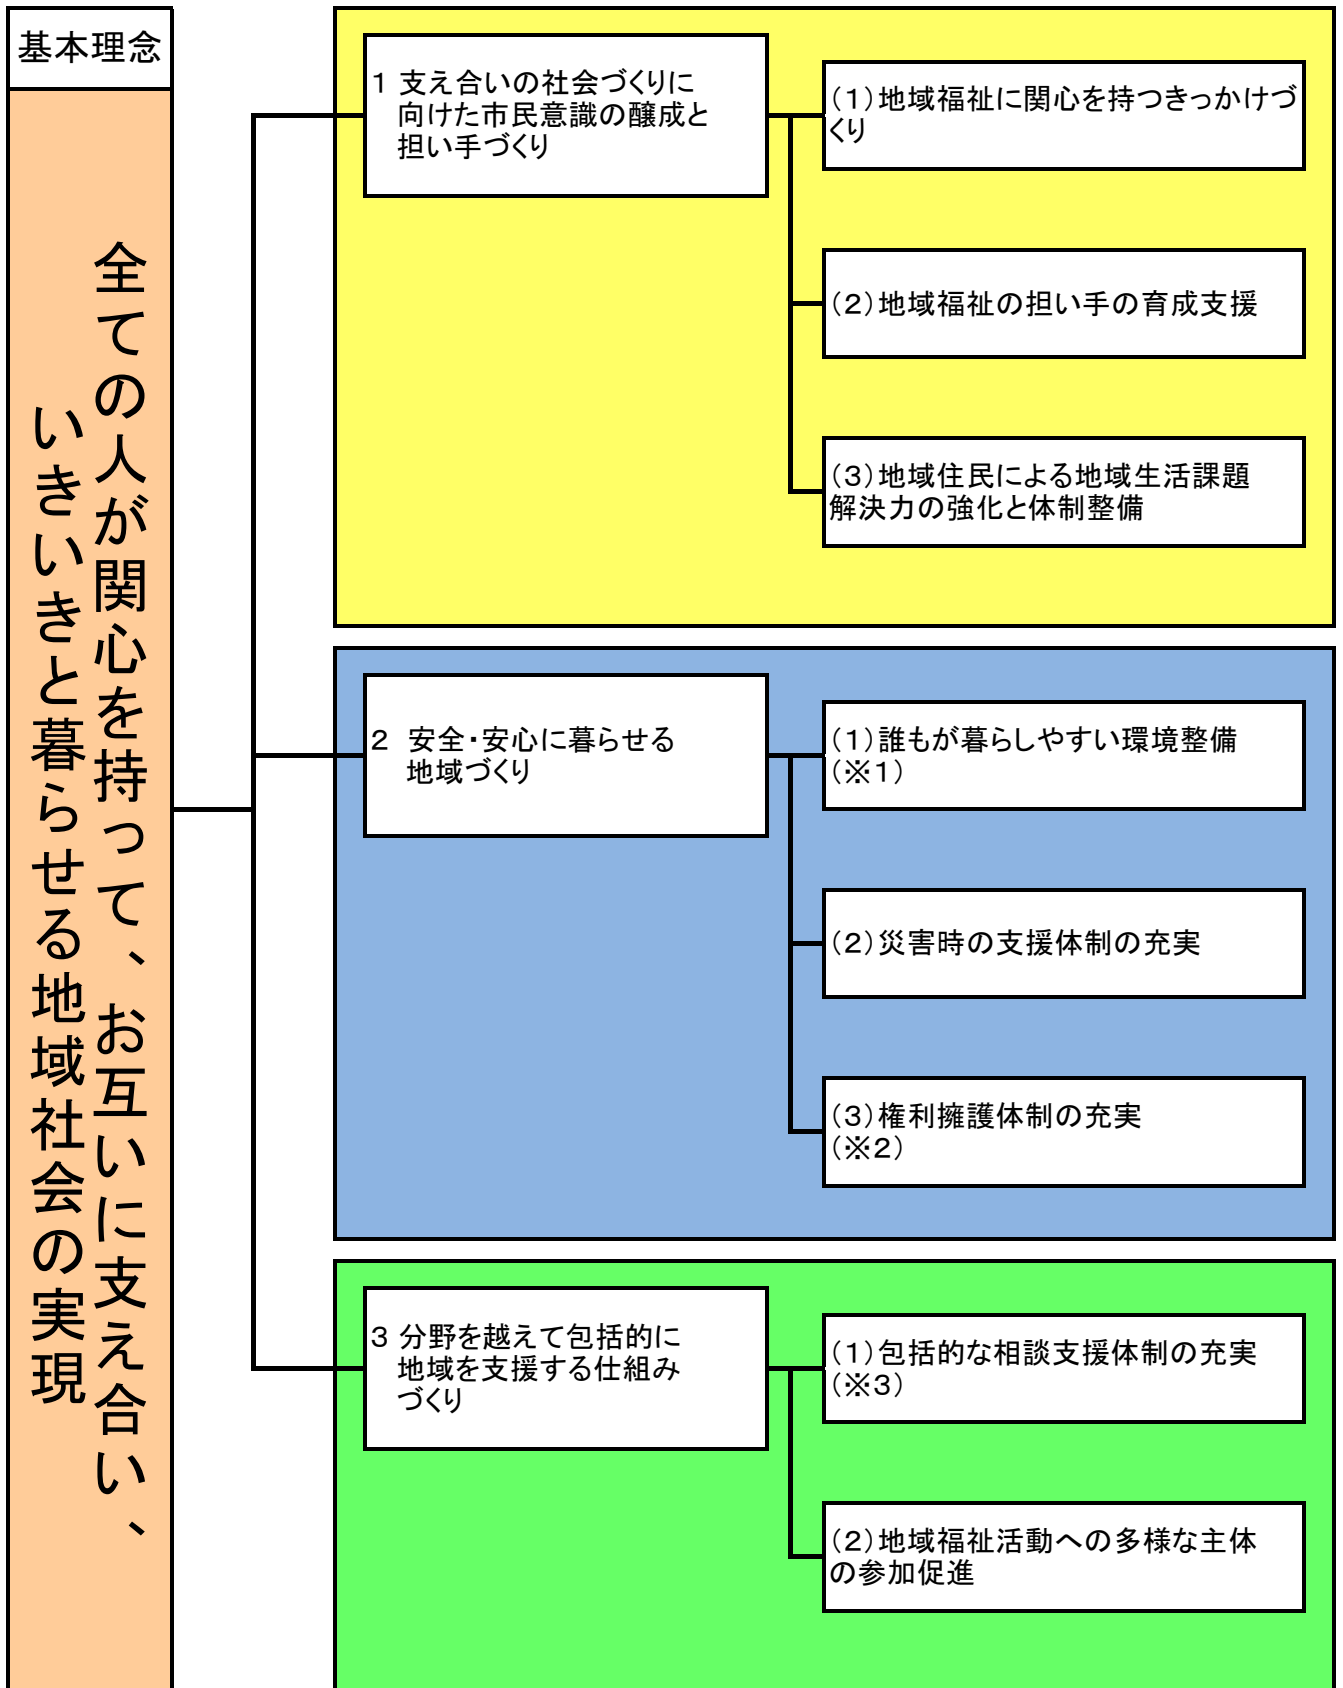 基本理念
全ての人が関心を持って、お互いに支え合い、
いきいきと暮らせる地域社会の実現
1 支え合いの社会づくりに
向けた市民意識の醸成と
担い手づくり
(1)地域福祉に関心を持つきっかけづ
くり
(2)地域福祉の担い手の育成支援
(3)地域住民による地域生活課題
解決力の強化と体制整備
2 安全・安心に暮らせる
地域づくり
(1)誰もが暮らしやすい環境整備
(※1)
(2)災害時の支援体制の充実
(3)権利擁護体制の充実
(※2)
3 分野を越えて包括的に
地域を支援する仕組み
づくり
(1)包括的な相談支援体制の充実
(※3)
(2)地域福祉活動への多様な主体
の参加促進